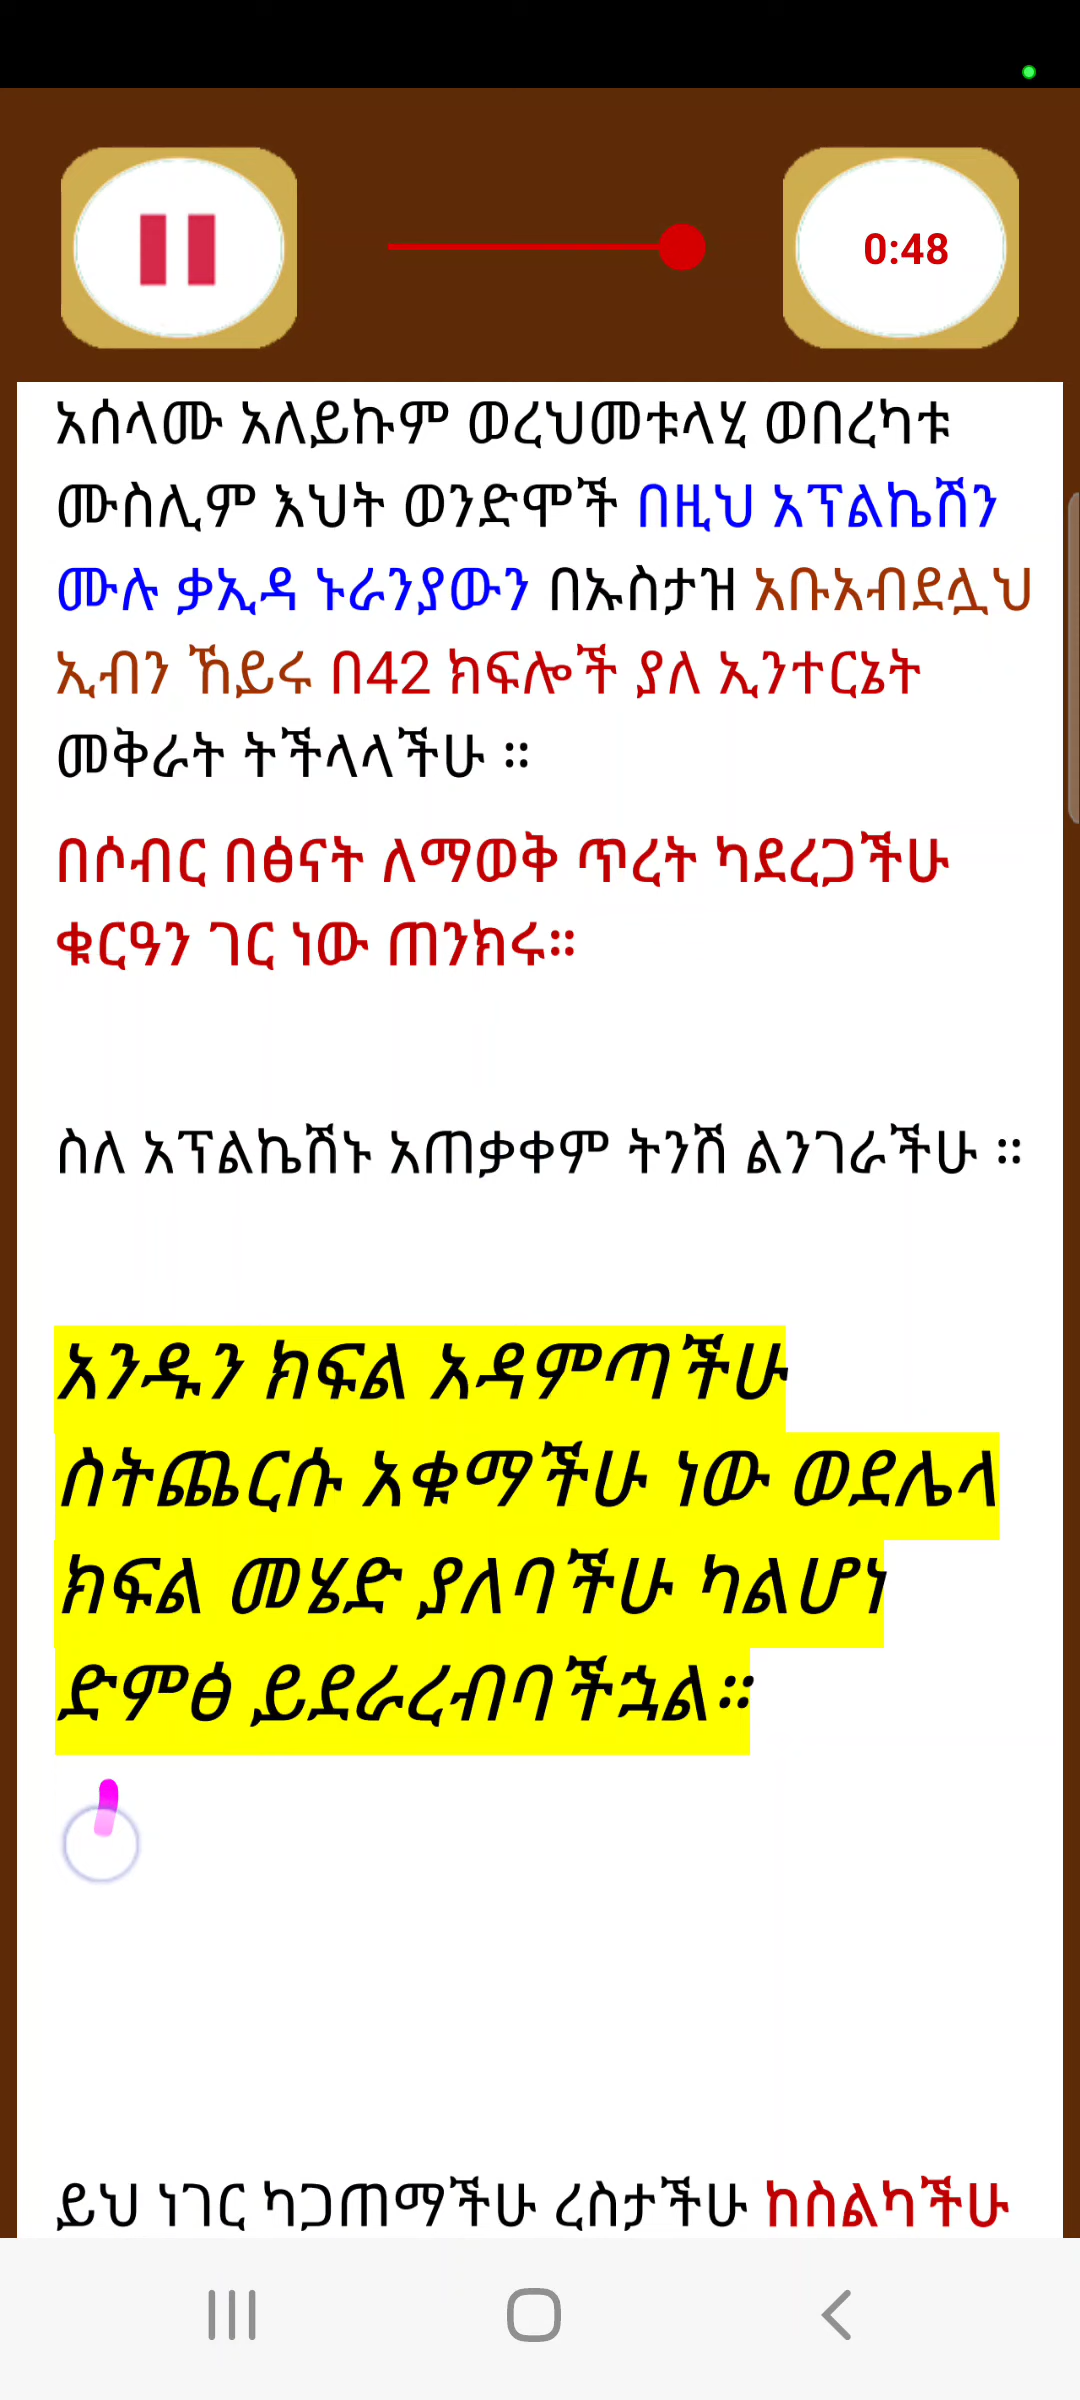 0:48
አሰላሙ አለይኩም ወረህመቱላሂ ወበረካቱ
ሙስሊም እህት ወንድሞች በዚህ አፕልኬሽን
ሙሉ ቃኢዳ ኑራንያውን በኡስታዝ አቡአብደሏህ
ኢብን ኸይሩ በ42 ክፍሎች ያለ ኢንተርኔት
መቅራት ትችላላችሁ ።
በሶብር በፅናት ለማወቅ ጥረት ካደረጋችሁ
ቁርዓን ገር ነው ጠንክሩ።
ስለ አፕልኬሽኑ አጠቃቀም ትንሽ ልንገራችሁ ።
አንዱን ክፍል አዳምጣችሁ
ስትጨርሱ አቁማችሁ ነው ወደሌላ
ክፍል መሄድ ያለባችሁ ካልሆነ
ድምፅ ይደራረብባችኋል።
ይህ ነገር ካጋጠማችሁ ረስታችሁ ከስልካችሁ